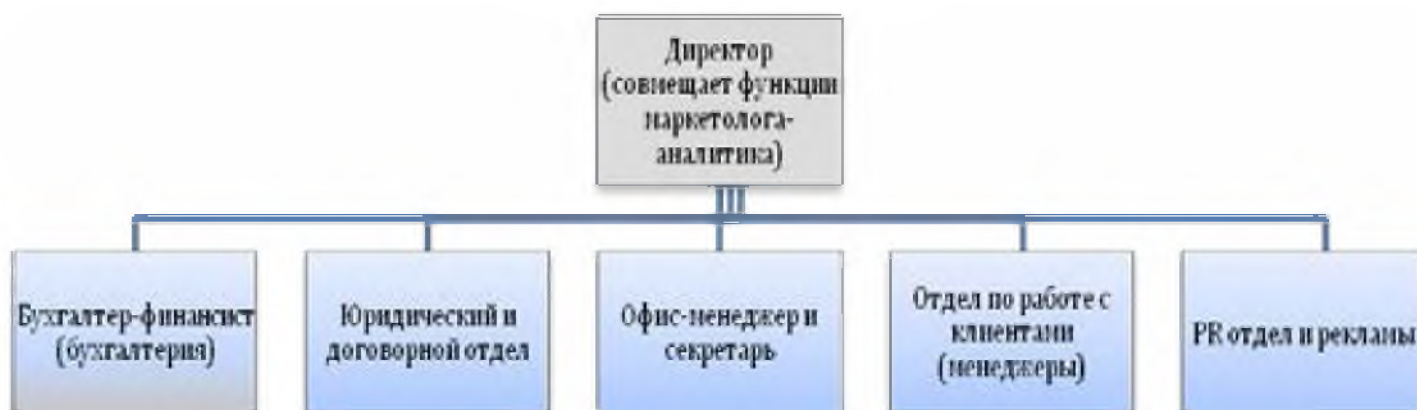 Директор
(совмещает функции
маркетолога-
аналитика)
Бухгалтер-финансист
(бухгалтерия)
Юридический и
договорной отдел
Офис-менеджер и
секретарь
Отдел по работе с
клиентами
(менеджеры)
PR отдел и рекламы